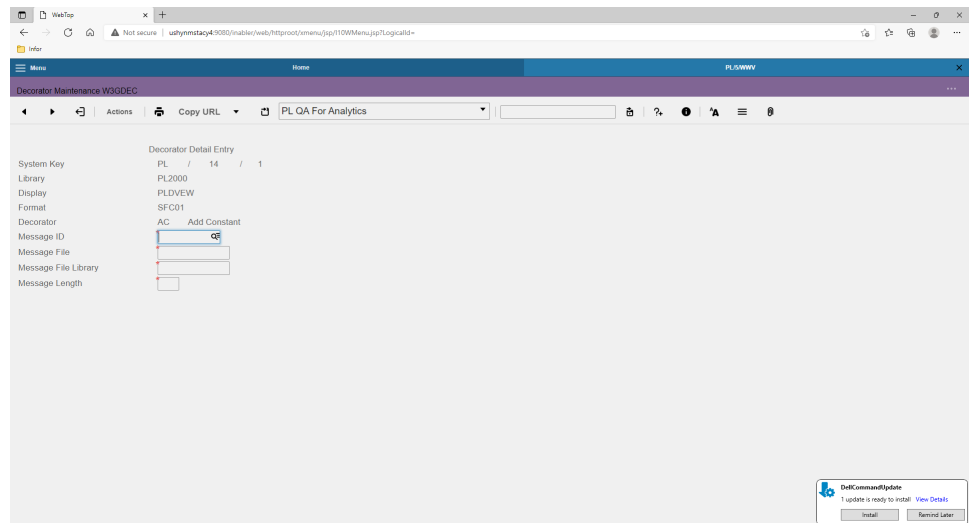 WebTop
Not secure | ushynmstacy4:9080/inabler/web/httproot/xmenu/jsp/I10WMenu.jsp?LogicalId=
Infor
Menu Home PL/5/WWV
Decorator Maintenance W3GDEC
Actions Copy URL PL QA For Analytics
Decorator Detail Entry
System Key PL / 14 / 1
Library PL2000
Display PLDVEW
Format SFC01
Decorator AC Add Constant
Message ID
Message File
Message File Library
Message Length
DellCommandUpdate
1 update is ready to install View Details
Install Remind Later